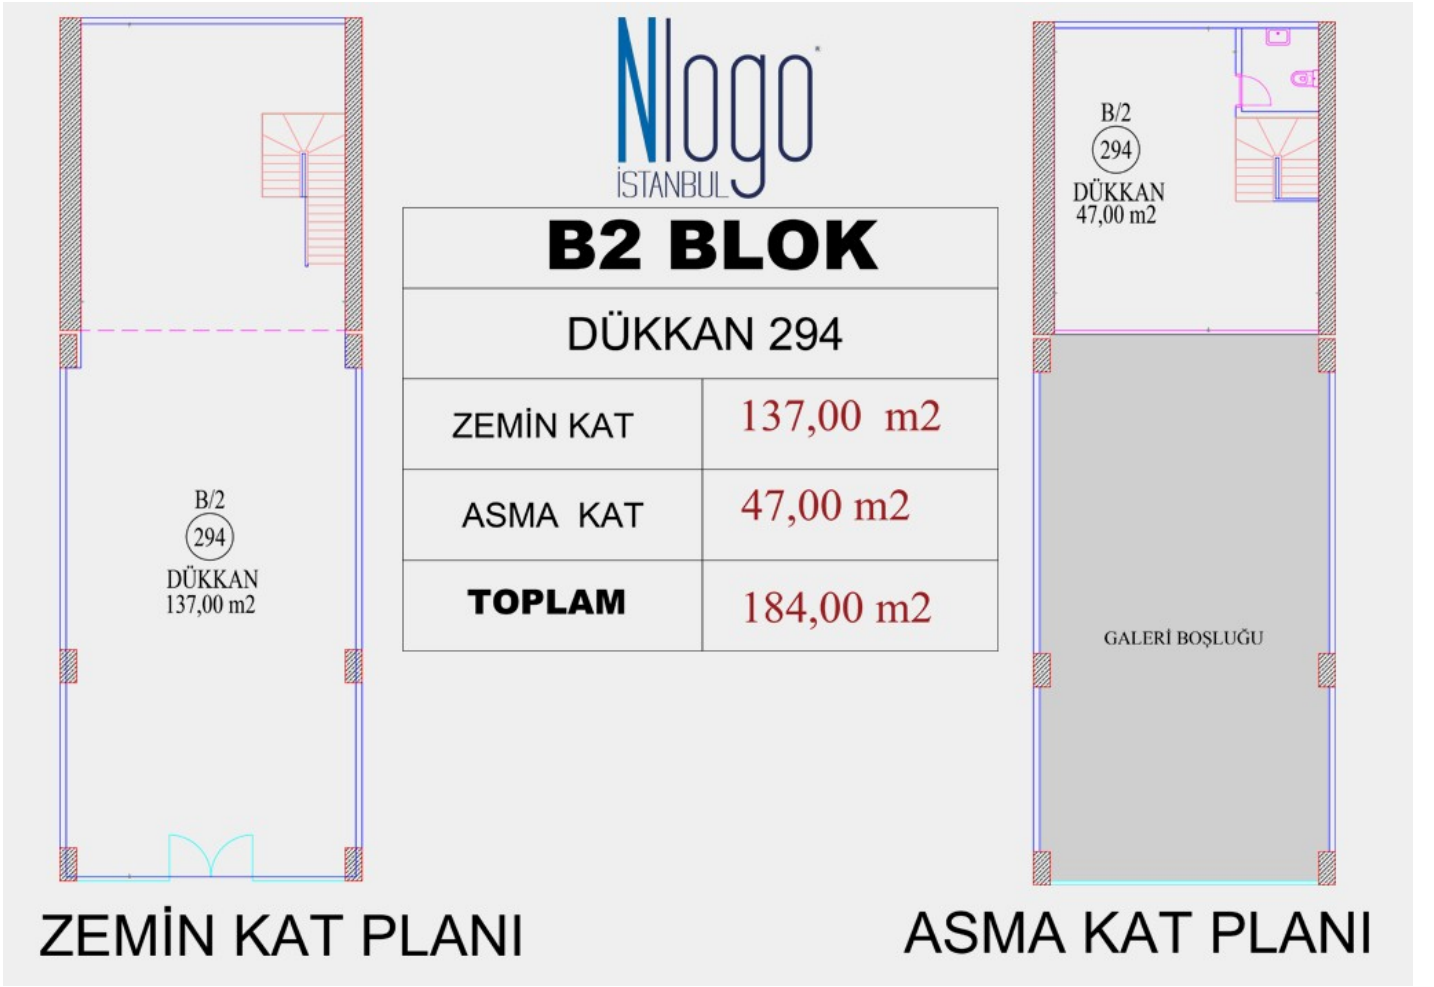 Nlogo
İSTANBUL
B2 BLOK
DÜKKAN 294
ZEMİN KAT 137,00 m2
ASMA KAT 47,00 m2
TOPLAM 184,00 m2
B/2
294
DÜKKAN
137,00 m2
ZEMİN KAT PLANI
B/2
294
DÜKKAN
47,00 m2
GALERİ BOŞLUĞU
ASMA KAT PLANI